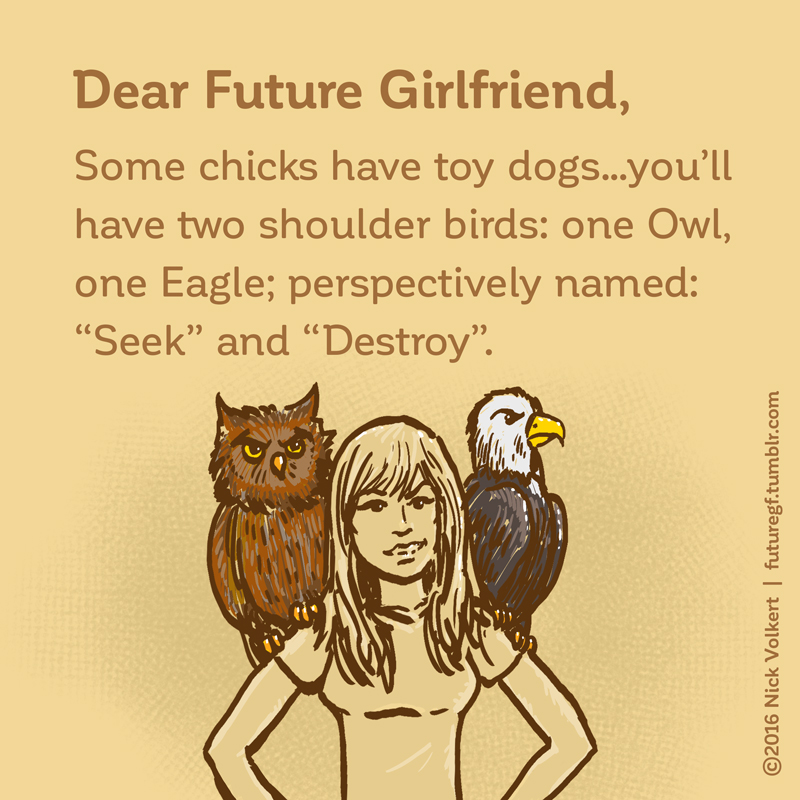 Dear Future Girlfriend,
Some chicks have toy dogs...you’ll
have two shoulder birds: one Owl,
one Eagle; perspectively named:
“Seek” and “Destroy”.
©2016 Nick Volkert | futuregf.tumblr.com